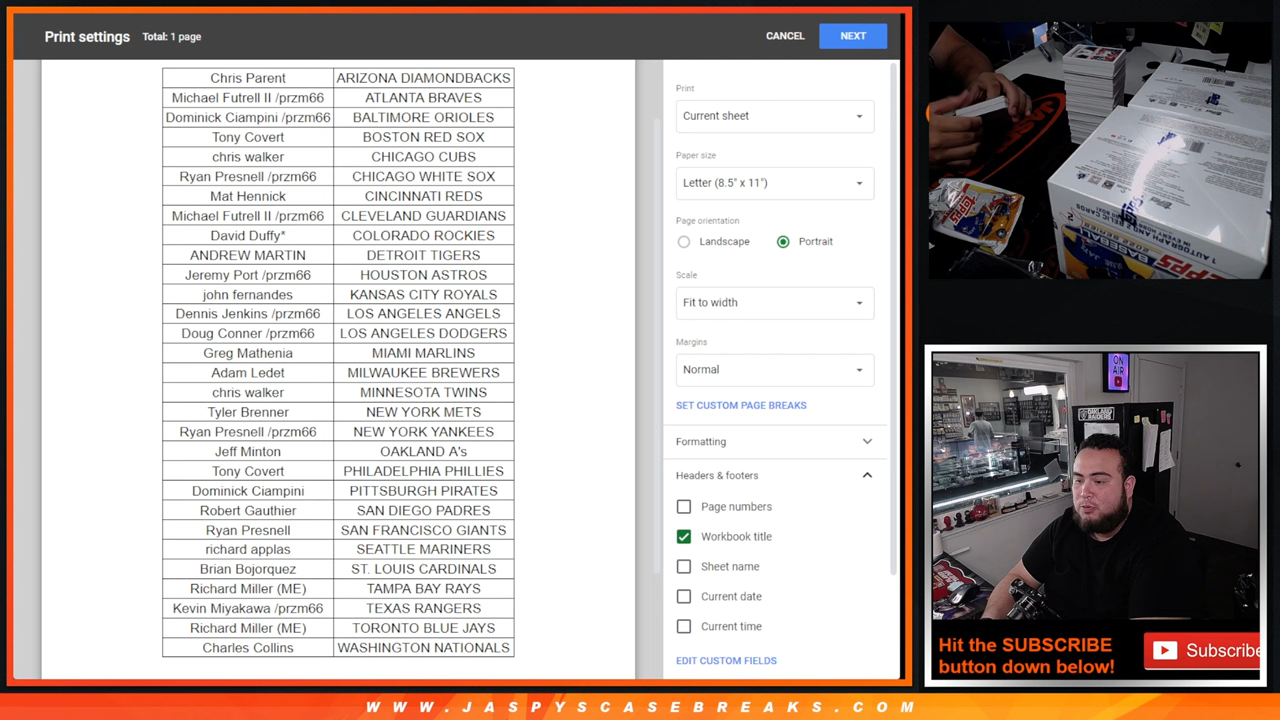 Print settings
Total: 1 page
CANCEL
NEXT
Chris Parent ARIZONA DIAMONDBACKS
Michael Futrell II /przm66 ATLANTA BRAVES
Dominick Ciampini /przm66 BALTIMORE ORIOLES
Tony Covert BOSTON RED SOX
chris walker CHICAGO CUBS
Ryan Presnell /przm66 CHICAGO WHITE SOX
Mat Hennick CINCINNATI REDS
Michael Futrell II /przm66 CLEVELAND GUARDIANS
David Duffy* COLORADO ROCKIES
ANDREW MARTIN DETROIT TIGERS
Jeremy Port /przm66 HOUSTON ASTROS
john fernandes KANSAS CITY ROYALS
Dennis Jenkins /przm66 LOS ANGELES ANGELS
Doug Conner /przm66 LOS ANGELES DODGERS
Greg Mathenia MIAMI MARLINS
Adam Ledet MILWAUKEE BREWERS
chris walker MINNESOTA TWINS
Tyler Brenner NEW YORK METS
Ryan Presnell /przm66 NEW YORK YANKEES
Jeff Minton OAKLAND A's
Tony Covert PHILADELPHIA PHILLIES
Dominick Ciampini PITTSBURGH PIRATES
Robert Gauthier SAN DIEGO PADRES
Ryan Presnell SAN FRANCISCO GIANTS
richard applas SEATTLE MARINERS
Brian Bojorquez ST. LOUIS CARDINALS
Richard Miller (ME) TAMPA BAY RAYS
Kevin Miyakawa /przm66 TEXAS RANGERS
Richard Miller (ME) TORONTO BLUE JAYS
Charles Collins WASHINGTON NATIONALS
Print
Current sheet
Paper size
Letter (8.5" x 11")
Page orientation
Landscape
Portrait
Scale
Fit to width
Margins
Normal
SET CUSTOM PAGE BREAKS
Formatting
Headers & footers
Page numbers
Workbook title
Sheet name
Current date
Current time
EDIT CUSTOM FIELDS
TOPPS
1 AUTOGRAPH OR
BASEBALL
2022 SERIES
TOPPS
ON
AIR
OAKLAND
RAIDERS
Hit the SUBSCRIBE
button down below!
Subscribe
WWW.JASPYSCASEBREAKS.COM